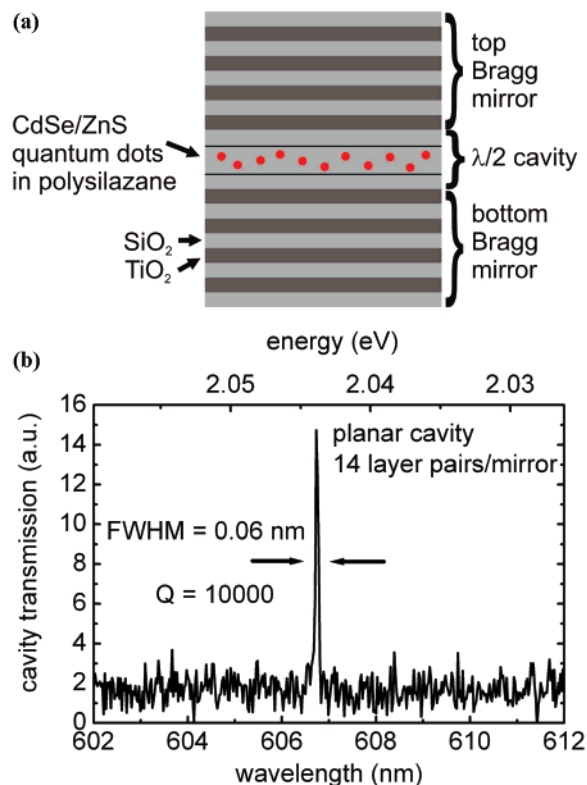 (a)
top
Bragg
mirror
CdSe/ZnS
quantum dots
in polysilazane
λ/2 cavity
SiO₂
TiO₂
bottom
Bragg
mirror
(b)
energy (eV)
2.05 2.04 2.03
planar cavity
14 layer pairs/mirror
FWHM = 0.06 nm
Q = 10000
cavity transmission (a.u.)
16
14
12
10
8
6
4
2
0
602 604 606 608 610 612
wavelength (nm)